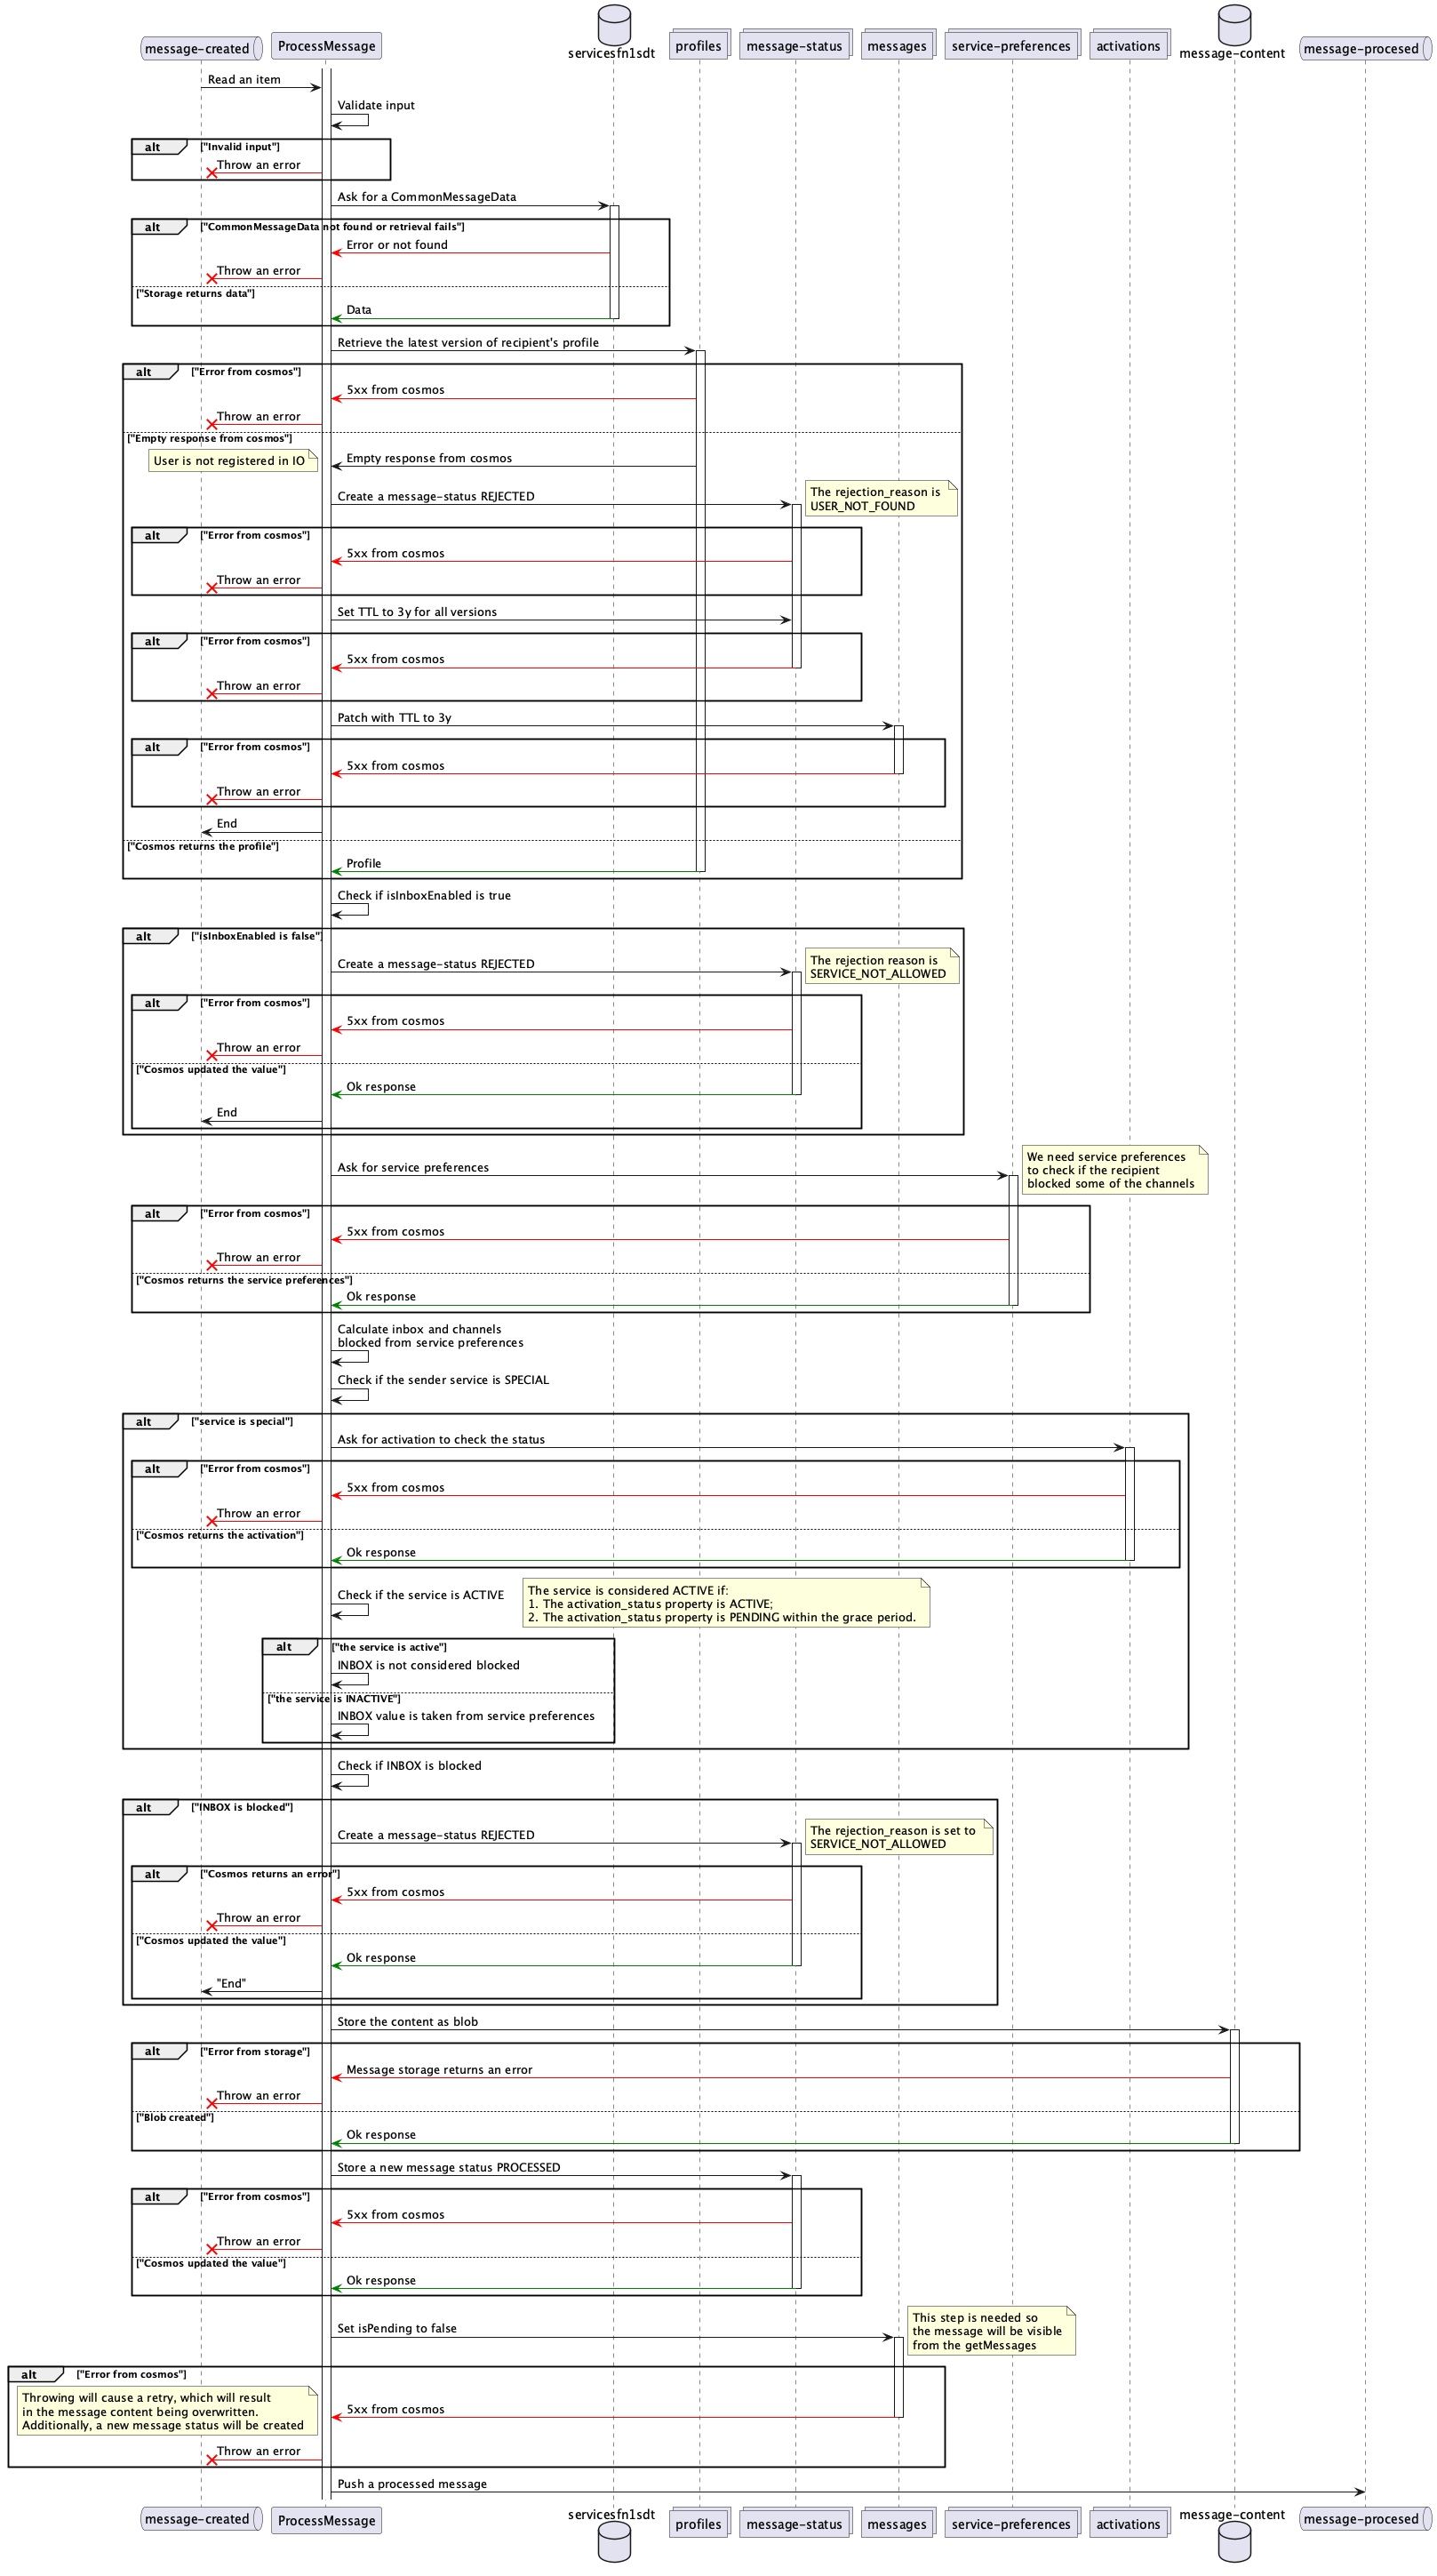 message-created
ProcessMessage
servicesfn1sdt
profiles
message-status
messages
service-preferences
activations
message-content
message-procesed
Read an item
Validate input
alt ["Invalid input"]
Throw an error
Ask for a CommonMessageData
alt ["CommonMessageData not found or retrieval fails"]
Error or not found
Throw an error
["Storage returns data"]
Data
Retrieve the latest version of recipient's profile
alt ["Error from cosmos"]
5xx from cosmos
Throw an error
["Empty response from cosmos"]
User is not registered in IO
Empty response from cosmos
Create a message-status REJECTED
The rejection_reason is
USER_NOT_FOUND
alt ["Error from cosmos"]
5xx from cosmos
Throw an error
Set TTL to 3y for all versions
alt ["Error from cosmos"]
5xx from cosmos
Throw an error
Patch with TTL to 3y
alt ["Error from cosmos"]
5xx from cosmos
Throw an error
End
["Cosmos returns the profile"]
Profile
Check if isInboxEnabled is true
alt ["isInboxEnabled is false"]
Create a message-status REJECTED
The rejection reason is
SERVICE_NOT_ALLOWED
alt ["Error from cosmos"]
5xx from cosmos
Throw an error
["Cosmos updated the value"]
Ok response
End
Ask for service preferences
We need service preferences
to check if the recipient
blocked some of the channels
alt ["Error from cosmos"]
5xx from cosmos
Throw an error
["Cosmos returns the service preferences"]
Ok response
Calculate inbox and channels
blocked from service preferences
Check if the sender service is SPECIAL
alt ["service is special"]
Ask for activation to check the status
alt ["Error from cosmos"]
5xx from cosmos
Throw an error
["Cosmos returns the activation"]
Ok response
Check if the service is ACTIVE
The service is considered ACTIVE if:
1. The activation_status property is ACTIVE;
2. The activation_status property is PENDING within the grace period.
alt ["the service is active"]
INBOX is not considered blocked
["the service is INACTIVE"]
INBOX value is taken from service preferences
Check if INBOX is blocked
alt ["INBOX is blocked"]
Create a message-status REJECTED
The rejection_reason is set to
SERVICE_NOT_ALLOWED
alt ["Cosmos returns an error"]
5xx from cosmos
Throw an error
["Cosmos updated the value"]
Ok response
"End"
Store the content as blob
alt ["Error from storage"]
Message storage returns an error
Throw an error
["Blob created"]
Ok response
Store a new message status PROCESSED
alt ["Error from cosmos"]
5xx from cosmos
Throw an error
["Cosmos updated the value"]
Ok response
Set isPending to false
This step is needed so
the message will be visible
from the getMessages
alt ["Error from cosmos"]
Throwing will cause a retry, which will result
in the message content being overwritten.
Additionally, a new message status will be created
5xx from cosmos
Throw an error
Push a processed message
message-created
ProcessMessage
servicesfn1sdt
profiles
message-status
messages
service-preferences
activations
message-content
message-procesed